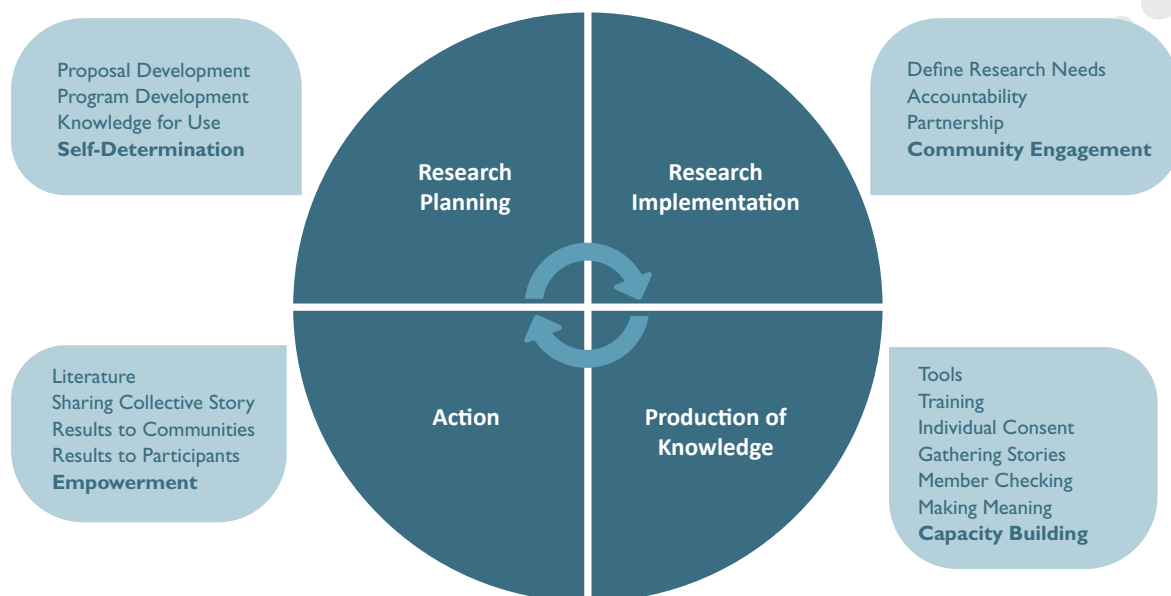 Proposal Development
Program Development
Knowledge for Use
Self-Determination
Research
Planning
Research
Implementation
Define Research Needs
Accountability
Partnership
Community Engagement
Literature
Sharing Collective Story
Results to Communities
Results to Participants
Empowerment
Action
Production of
Knowledge
Tools
Training
Individual Consent
Gathering Stories
Member Checking
Making Meaning
Capacity Building